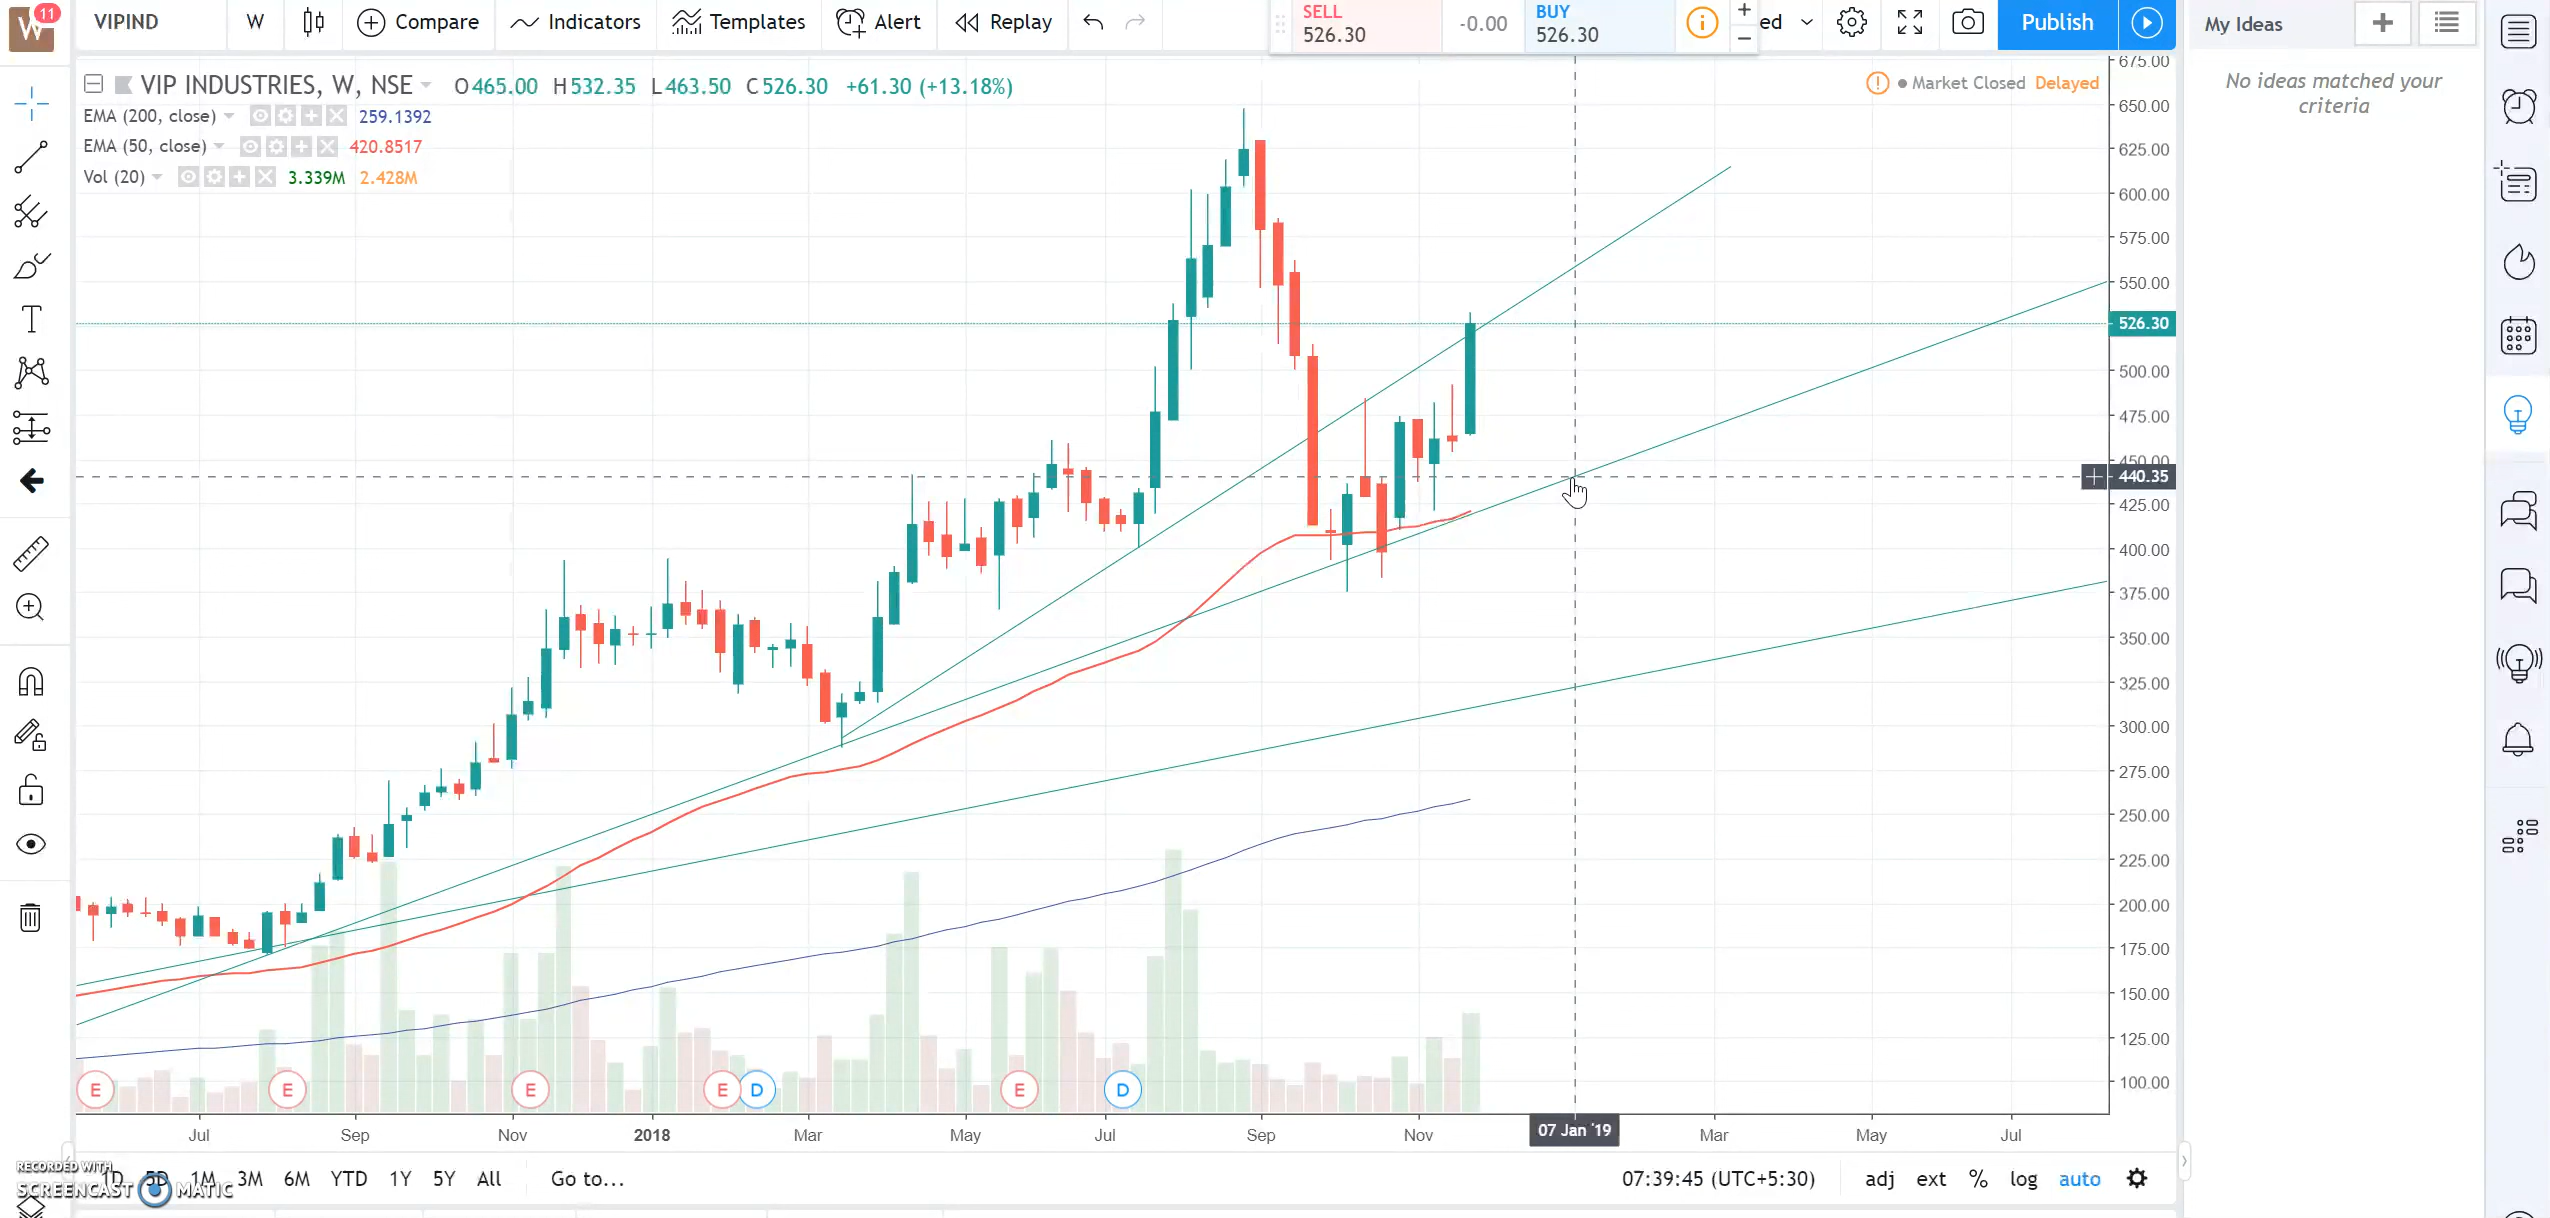 W 11
VIPIND W Compare Indicators Templates Alert Replay
SELL
526.30
-0.00
BUY
526.30
ed
Publish
My Ideas
No ideas matched your
criteria
VIP INDUSTRIES, W, NSE O465.00 H532.35 L463.50 C526.30 +61.30 (+13.18%)
Market Closed Delayed
EMA (200, close) 259.1392
EMA (50, close) 420.8517
Vol (20) 3.339M 2.428M
675.00
650.00
625.00
600.00
575.00
550.00
526.30
500.00
475.00
450.00
440.35
425.00
400.00
375.00
350.00
325.00
300.00
275.00
250.00
225.00
200.00
175.00
150.00
125.00
100.00
E E E E D E D
Jul Sep Nov 2018 Mar May Jul Sep Nov 07 Jan '19 Mar May Jul
1D 5D 1M 3M 6M YTD 1Y 5Y All Go to...
07:39:45 (UTC+5:30) adj ext % log auto
RECORDED WITH
SCREENCAST MATIC